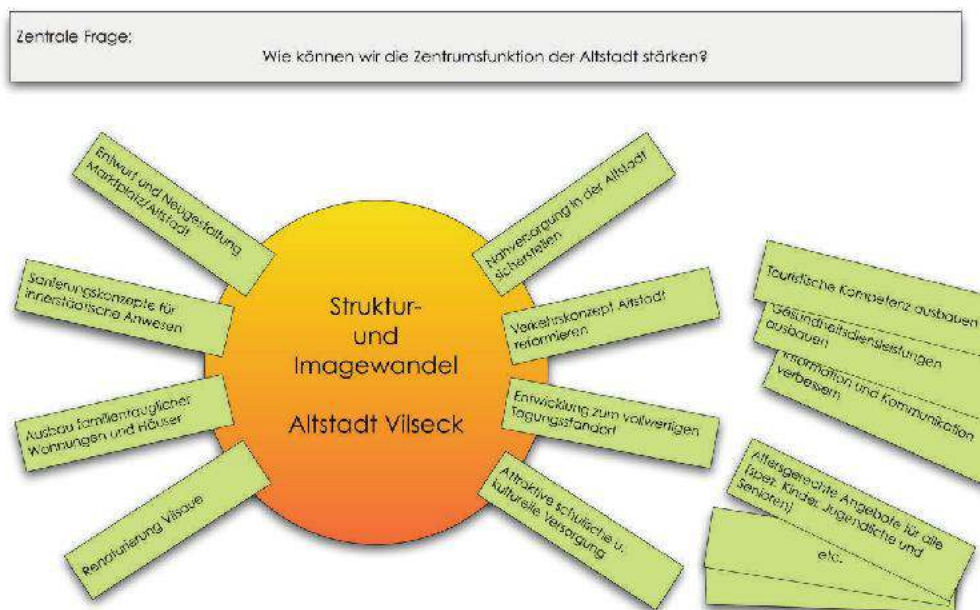 Zentrale Frage:
Wie können wir die Zentrumsfunktion der Altstadt stärken?
Entwurf und Neugestaltung
Marktplatz/Altstadt
Sanierungskonzepte für
innerstädtische Anwesen
Ausbau familientauglicher
Wohnungen und Häuser
Renaturierung Vilsaue
Struktur-
und
Imagewandel
Altstadt Vilseck
Nahversorgung in der Altstadt
sicherstellen
Verkehrskonzept Altstadt
reformieren
Entwicklung zum vollwertigen
Tagungsstandort
Attraktive schulische u.
kulturelle Versorgung
Touristische Kompetenz ausbauen
Gesundheitsdienstleistungen
ausbauen
Information und Kommunikation
verbessern
Altersgerechte Angebote für alle
(spez. Kinder, Jugendliche und
Senioren)
etc.